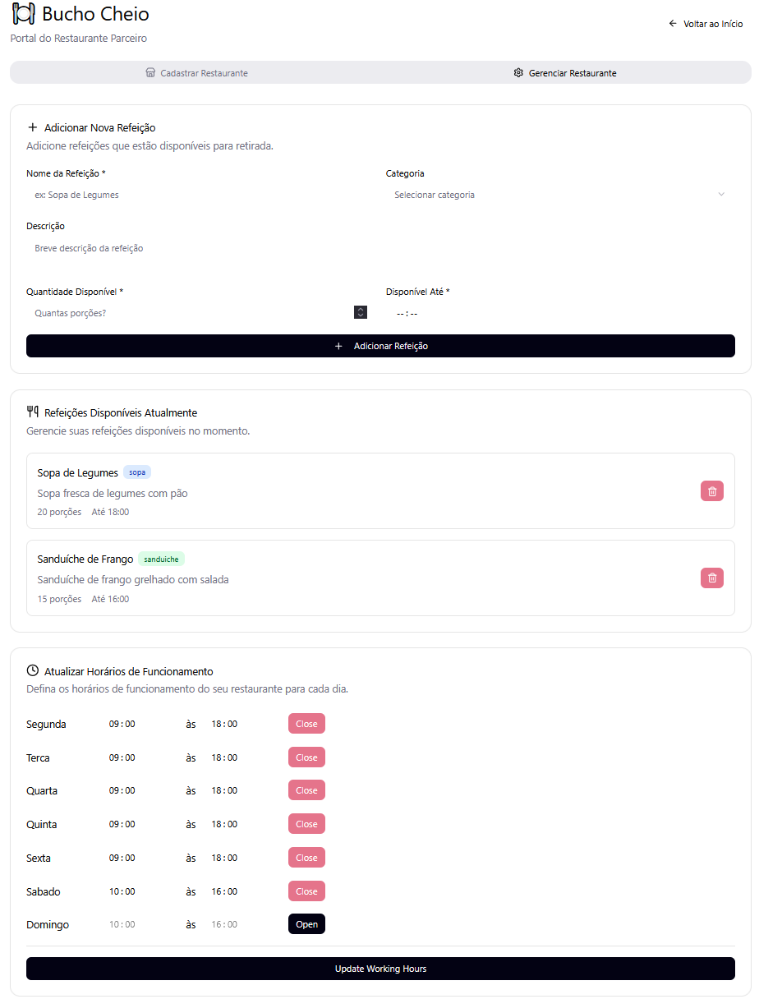 Bucho Cheio
Portal do Restaurante Parceiro
Voltar ao Início
Cadastrar Restaurante
Gerenciar Restaurante
Adicionar Nova Refeição
Adicione refeições que estão disponíveis para retirada.
Nome da Refeição *
Categoria
ex: Sopa de Legumes
Selecionar categoria
Descrição
Breve descrição da refeição
Quantidade Disponível *
Disponível Até *
Quantas porções?
--:--
Adicionar Refeição
Refeições Disponíveis Atualmente
Gerencie suas refeições disponíveis no momento.
Sopa de Legumes sopa
Sopa fresca de legumes com pão
20 porções Até 18:00
Sanduíche de Frango sanduiche
Sanduíche de frango grelhado com salada
15 porções Até 16:00
Atualizar Horários de Funcionamento
Defina os horários de funcionamento do seu restaurante para cada dia.
Segunda 09:00 às 18:00 Close
Terca 09:00 às 18:00 Close
Quarta 09:00 às 18:00 Close
Quinta 09:00 às 18:00 Close
Sexta 09:00 às 18:00 Close
Sabado 10:00 às 16:00 Close
Domingo 10:00 às 16:00 Open
Update Working Hours